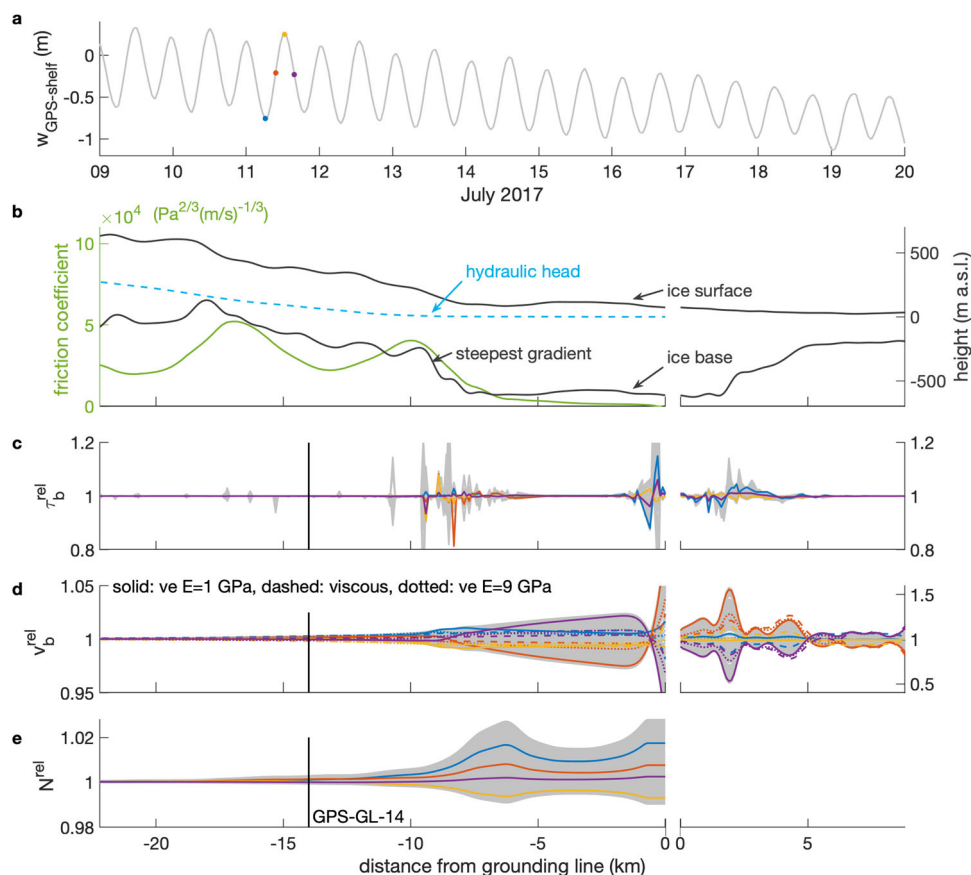 a
w_GPS-shelf (m)
0
-0.5
-1
09 10 11 12 13 14 15 16 17 18 19 20
July 2017
b
×10⁴ (Pa^2/3(m/s)^-1/3)
friction coefficient
10
5
0
hydraulic head
ice surface
steepest gradient
ice base
500
0
-500
height (m a.s.l.)
c
τ_b^rel
1.2
1
0.8
1.2
1
0.8
d
solid: ve E=1 GPa, dashed: viscous, dotted: ve E=9 GPa
v_b^rel
1.05
1
0.95
1.5
1
0.5
e
N^rel
1.02
1
0.98
GPS-GL-14
-20 -15 -10 -5 0 0 5
distance from grounding line (km)